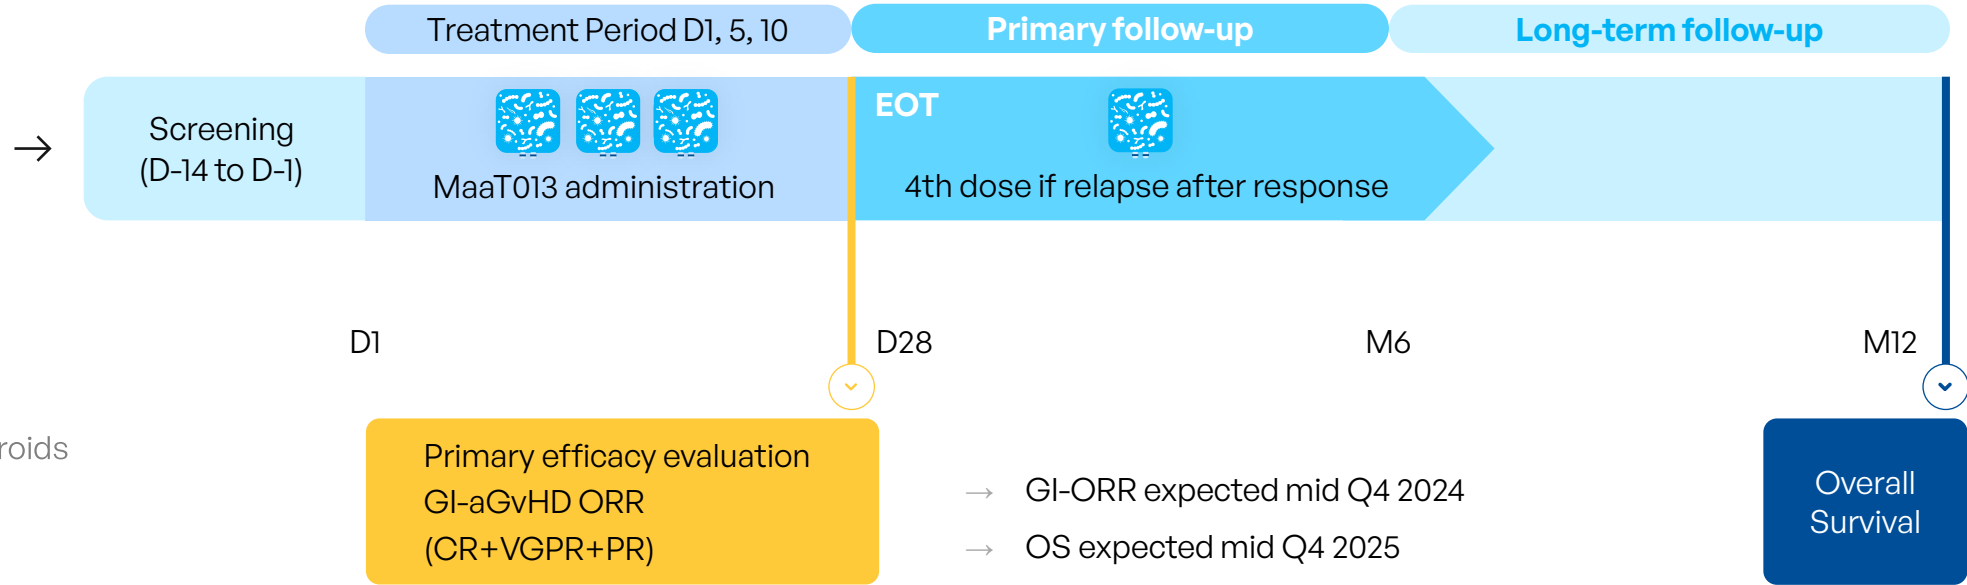 Treatment Period D1, 5, 10
Primary follow-up
Long-term follow-up
Screening
(D-14 to D-1)
MaaT013 administration
EOT
4th dose if relapse after response
D1
D28
M6
M12
roids
Primary efficacy evaluation
GI-aGvHD ORR
(CR+VGPR+PR)
→ GI-ORR expected mid Q4 2024
→ OS expected mid Q4 2025
Overall
Survival